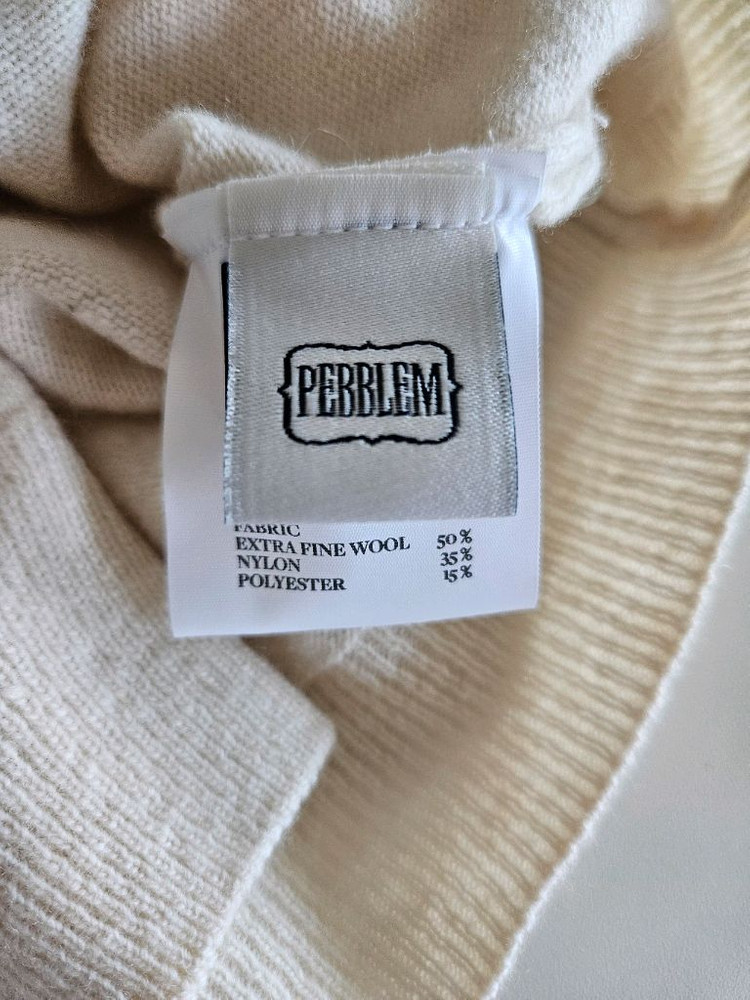 PEBBLEM
FABRIC
EXTRA FINE WOOL 50%
NYLON 35%
POLYESTER 15%